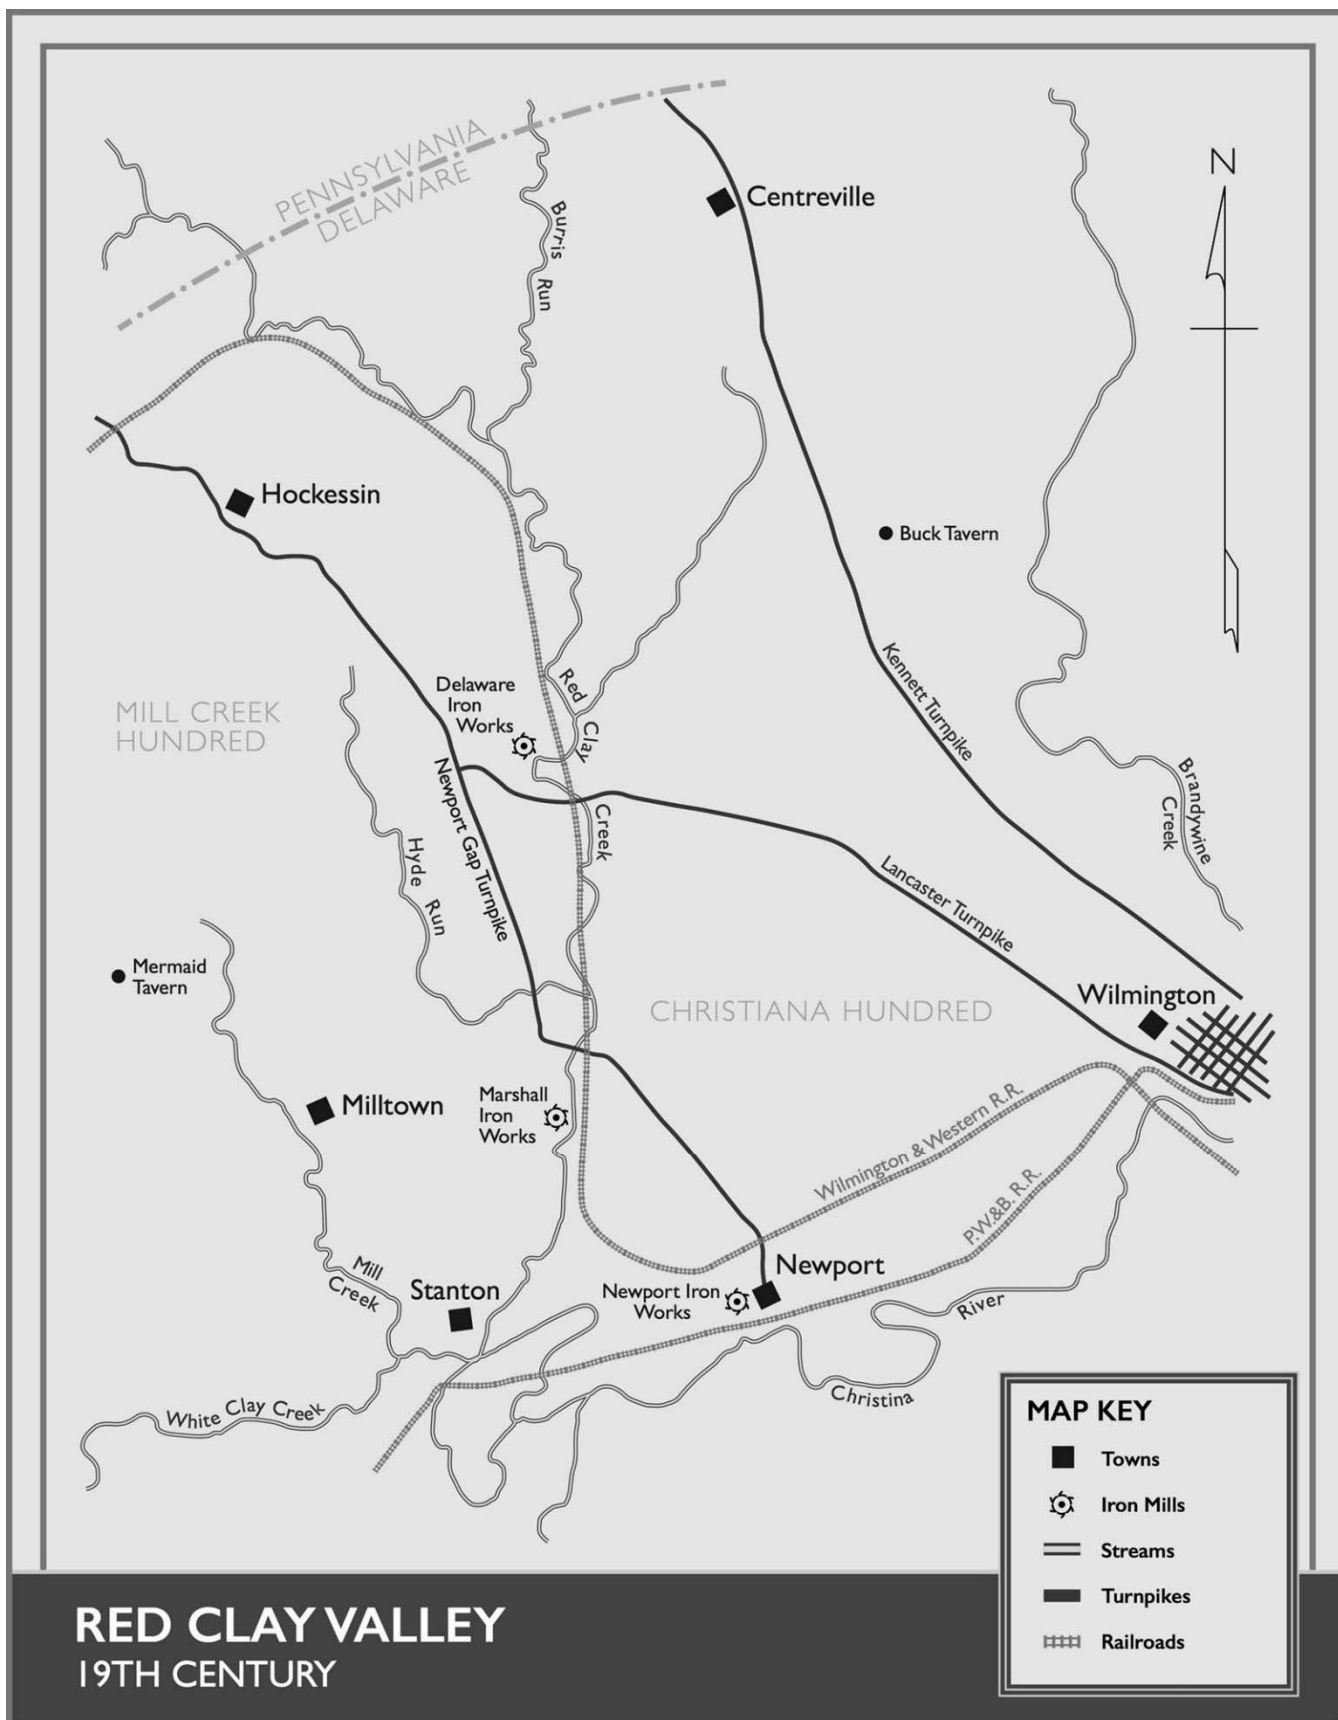 PENNSYLVANIA
DELAWARE
N
Centreville
Burris Run
Hockessin
Buck Tavern
Kennett Turnpike
Delaware
Iron
Works
Red Clay Creek
MILL CREEK
HUNDRED
Newport Gap Turnpike
Brandywine
Creek
Hyde Run
Lancaster Turnpike
Mermaid
Tavern
Wilmington
CHRISTIANA HUNDRED
Marshall
Iron
Works
Milltown
Wilmington & Western R.R.
P.W.&B. R.R.
Mill
Creek
Stanton
Newport
Newport Iron
Works
Christina River
White Clay Creek
MAP KEY
Towns
Iron Mills
Streams
Turnpikes
Railroads
RED CLAY VALLEY
19TH CENTURY